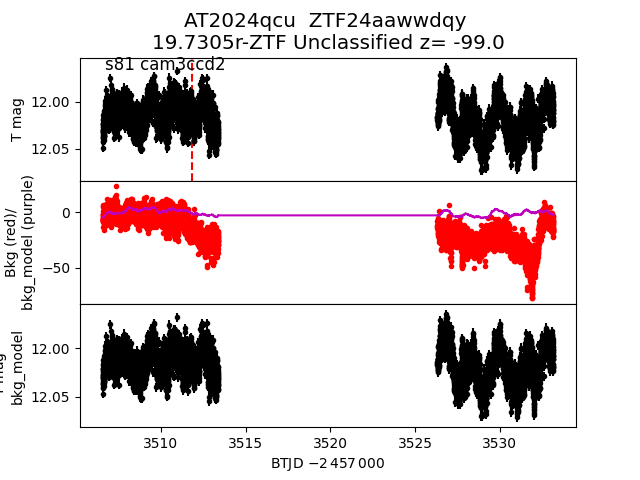 AT2024qcu  ZTF24aawwdqy
19.7305r-ZTF Unclassified z= -99.0
s81 cam3ccd2
T mag
12.00
12.05
Bkg (red)/
bkg_model (purple)
0
−50
mag
bkg_model
12.00
12.05
3510
3515
3520
3525
3530
BTJD −2 457 000